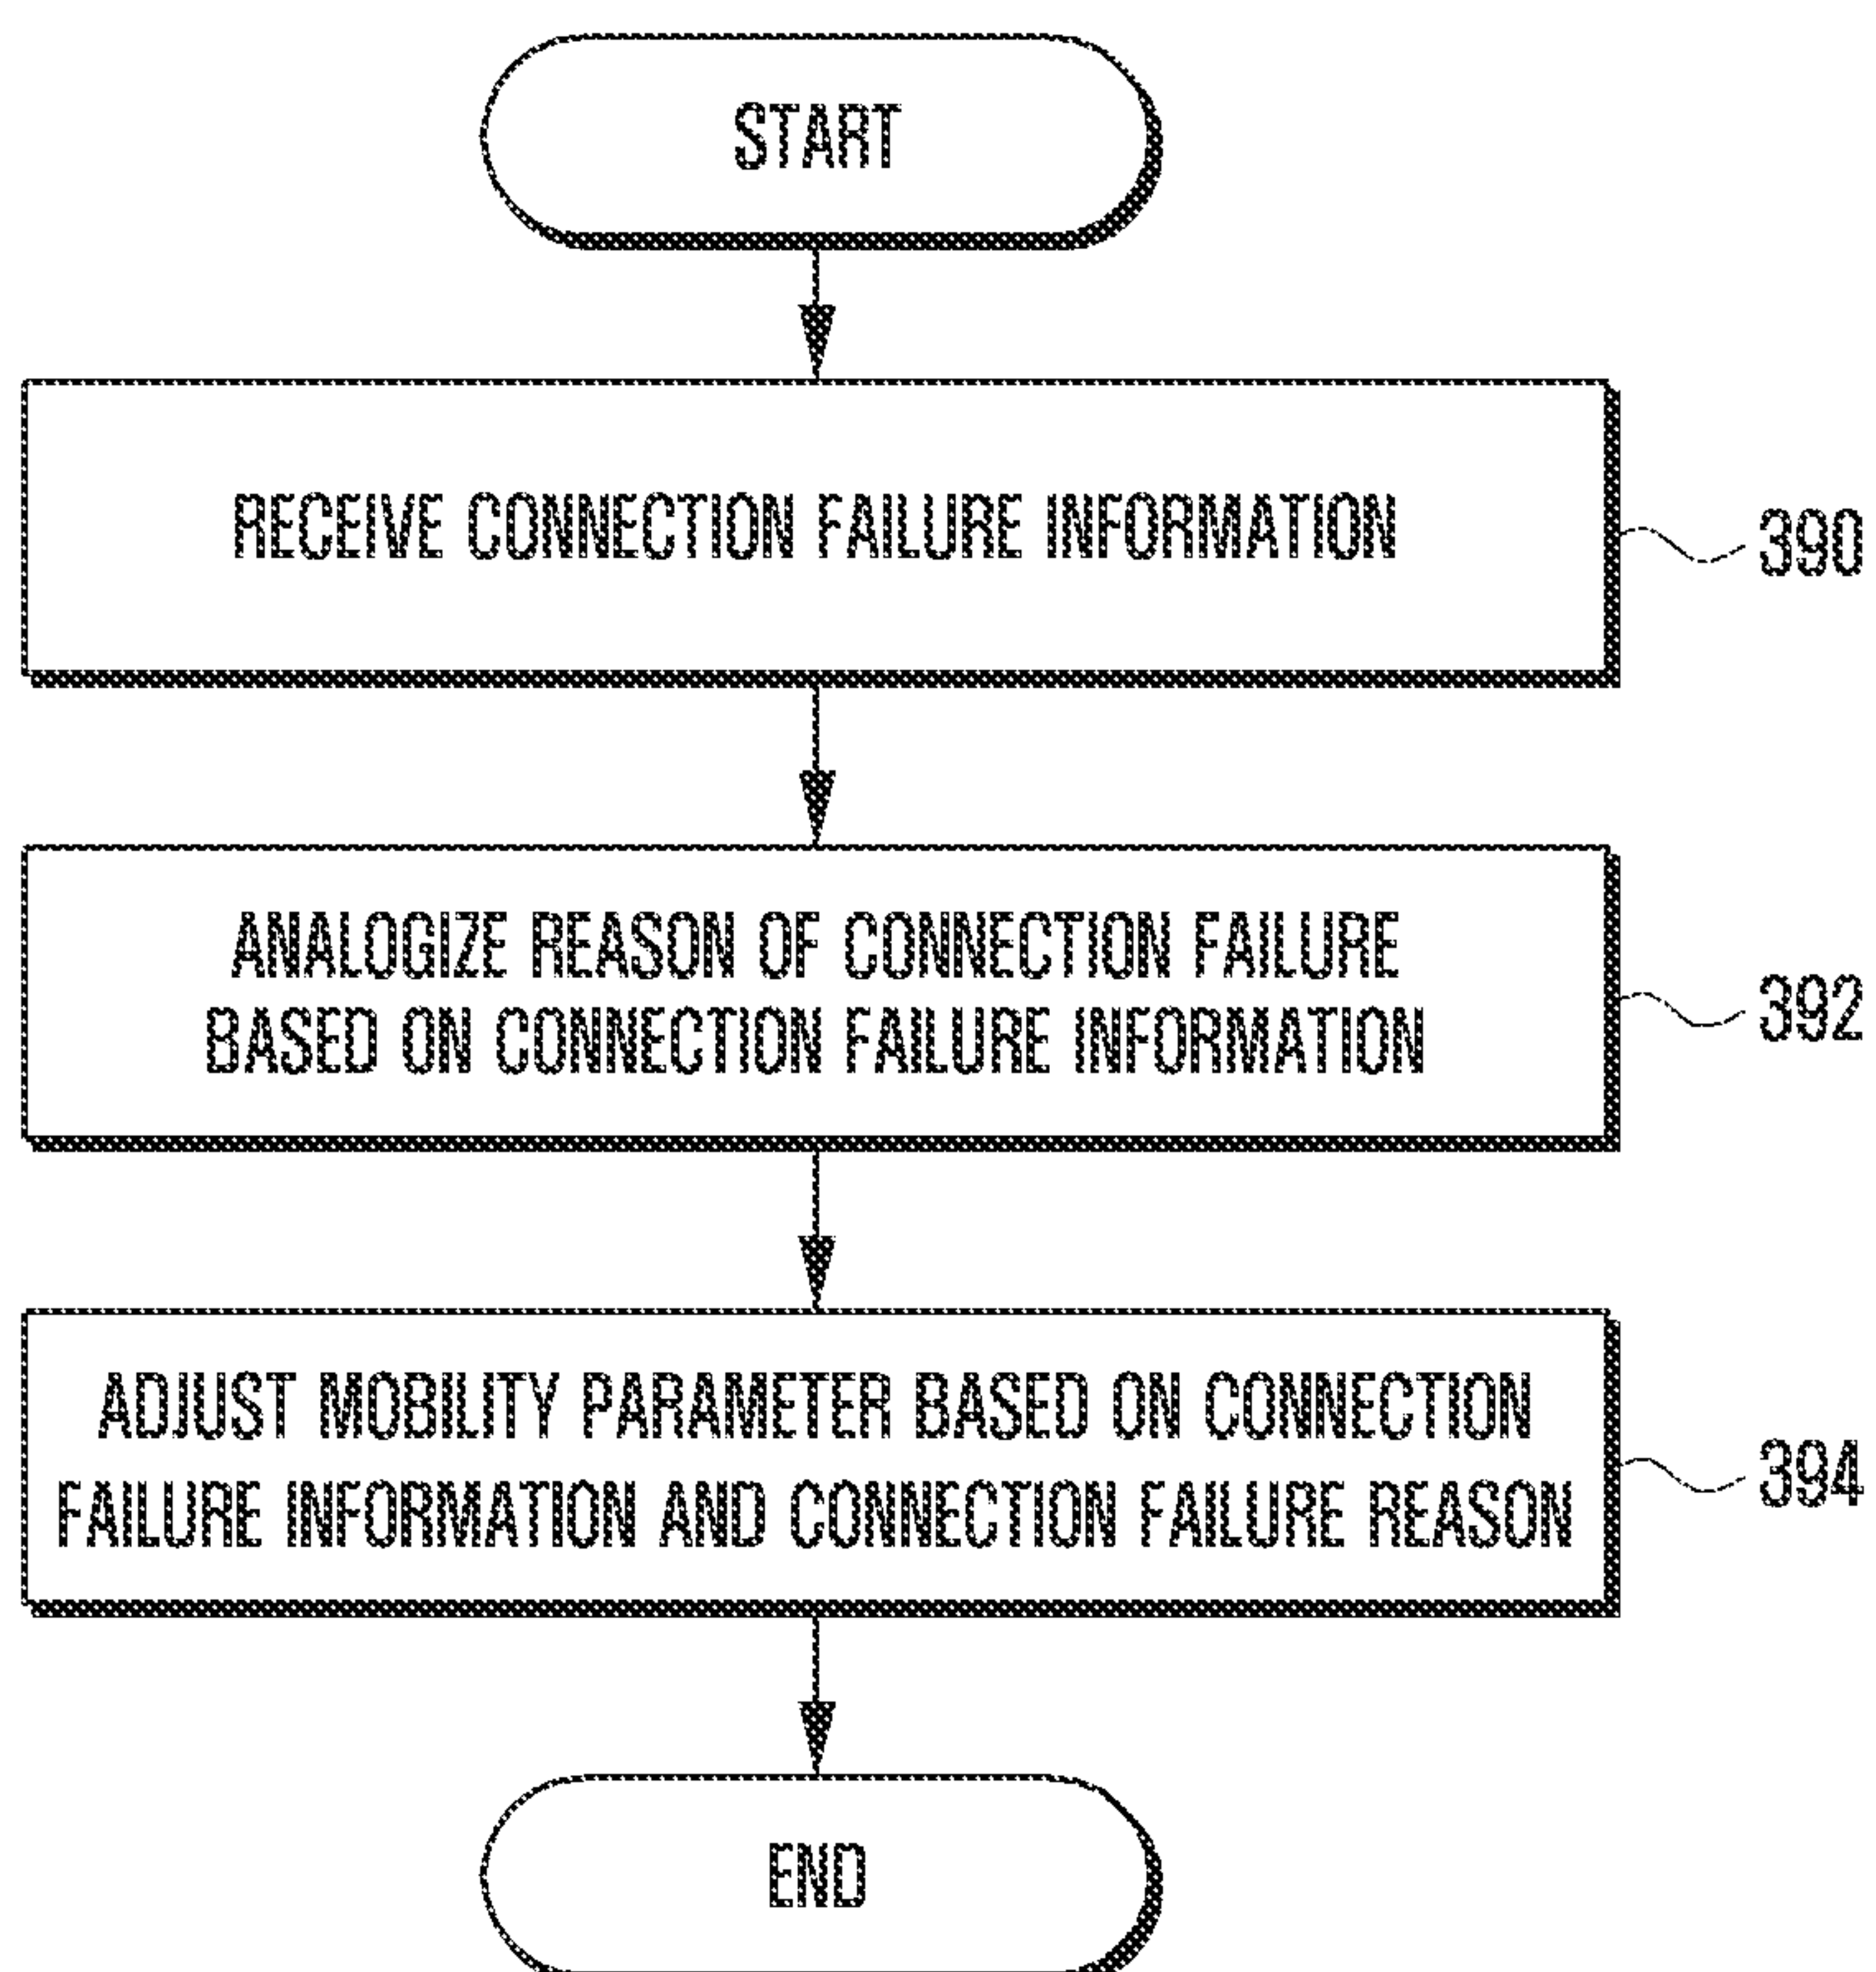 START
RECEIVE CONNECTION FAILURE INFORMATION
390
ANALOGIZE REASON OF CONNECTION FAILURE
BASED ON CONNECTION FAILURE INFORMATION
392
ADJUST MOBILITY PARAMETER BASED ON CONNECTION
FAILURE INFORMATION AND CONNECTION FAILURE REASON
394
END